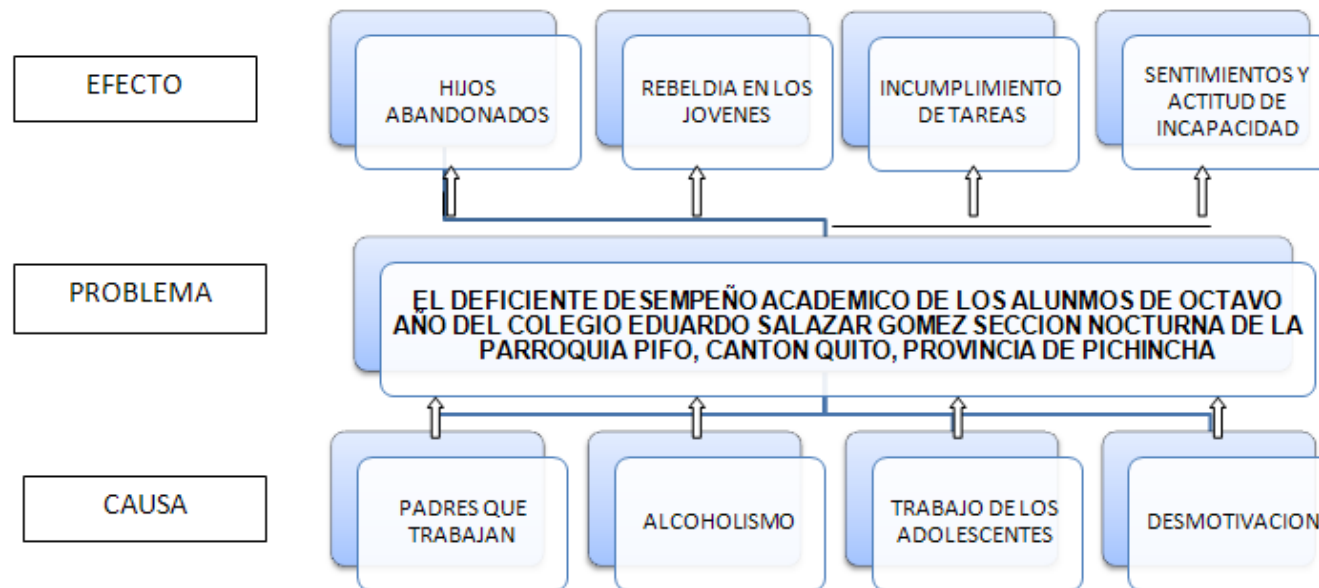 EFECTO
HIJOS
ABANDONADOS
REBELDIA EN LOS
JOVENES
INCUMPLIMIENTO
DE TAREAS
SENTIMIENTOS Y
ACTITUD DE
INCAPACIDAD
PROBLEMA
EL DEFICIENTE DESEMPEÑO ACADEMICO DE LOS ALUNMOS DE OCTAVO
AÑO DEL COLEGIO EDUARDO SALAZAR GOMEZ SECCION NOCTURNA DE LA
PARROQUIA PIFO, CANTON QUITO, PROVINCIA DE PICHINCHA
CAUSA
PADRES QUE
TRABAJAN
ALCOHOLISMO
TRABAJO DE LOS
ADOLESCENTES
DESMOTIVACION